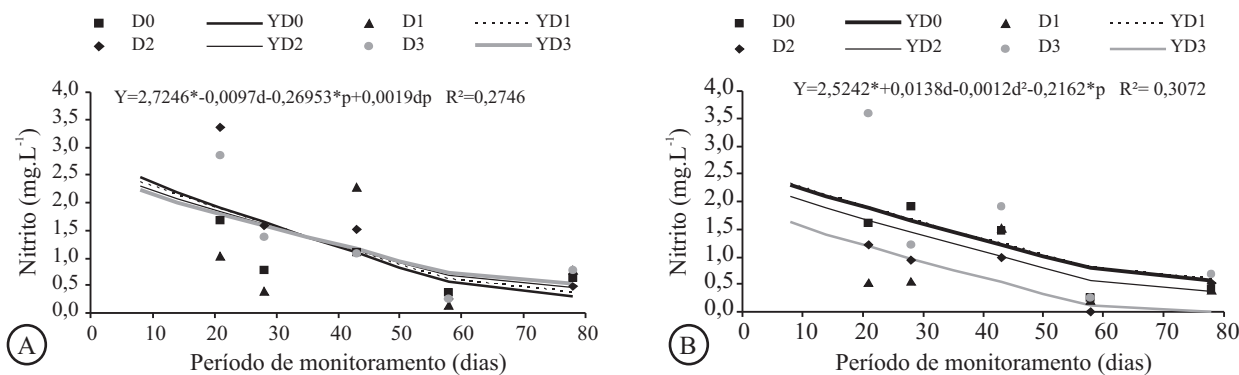 D0 YD0 D1 YD1
D2 YD2 D3 YD3
Y=2,7246*-0,0097d-0,26953*p+0,0019dp R²=0,2746
Nitrito (mg.L⁻¹)
4,0
3,5
3,0
2,5
2,0
1,5
1,0
0,5
0,0
0 10 20 30 40 50 60 70 80
Período de monitoramento (dias)
A
D0 YD0 D1 YD1
D2 YD2 D3 YD3
Y=2,5242*+0,0138d-0,0012d²-0,2162*p R²= 0,3072
Nitrito (mg.L⁻¹)
4,0
3,5
3,0
2,5
2,0
1,5
1,0
0,5
0,0
0 10 20 30 40 50 60 70 80
Período de monitoramento (dias)
B